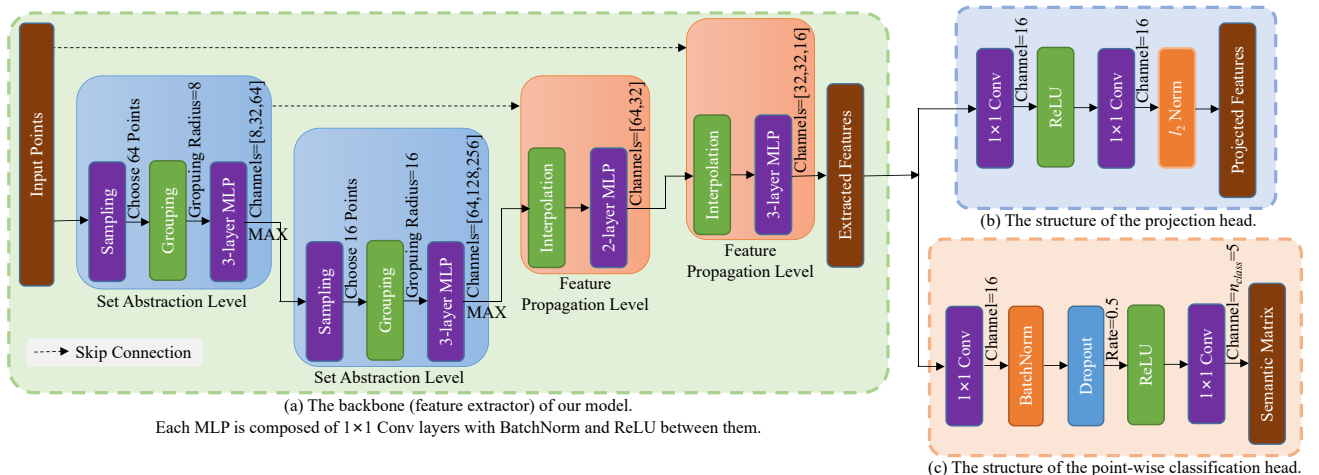 Input Points
Sampling
Choose 64 Points
Grouping
Gropuing Radius=8
3-layer MLP
Channels=[8,32,64]
MAX
Set Abstraction Level
Sampling
Choose 16 Points
Grouping
Gropuing Radius=16
3-layer MLP
Channels=[64,128,256]
MAX
Set Abstraction Level
Interpolation
2-layer MLP
Channels=[64,32]
Feature
Propagation Level
Interpolation
3-layer MLP
Channels=[32,32,16]
Feature
Propagation Level
Extracted Features
Skip Connection
(a) The backbone (feature extractor) of our model.
Each MLP is composed of 1×1 Conv layers with BatchNorm and ReLU between them.
1×1 Conv
Channel=16
ReLU
1×1 Conv
Channel=16
l2 Norm
Projected Features
(b) The structure of the projection head.
1×1 Conv
Channel=16
BatchNorm
Dropout
Rate=0.5
ReLU
1×1 Conv
Channel=nclass=5
Semantic Matrix
(c) The structure of the point-wise classification head.